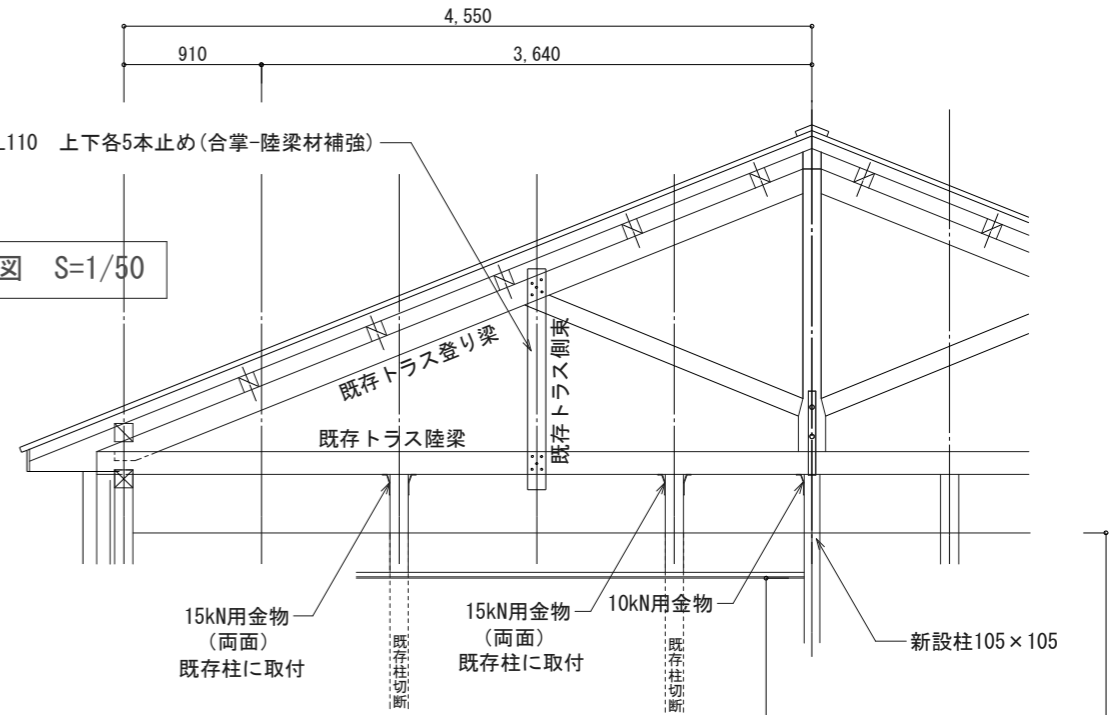 4,550
910
3,640
L110 上下各5本止め(合掌-陸梁材補強)
図 S=1/50
既存トラス登り梁
既存トラス側束
既存トラス陸梁
15kN用金物
(両面)
既存柱に取付
既存柱切断
15kN用金物
(両面)
既存柱に取付
既存柱切断
10kN用金物
新設柱105×105